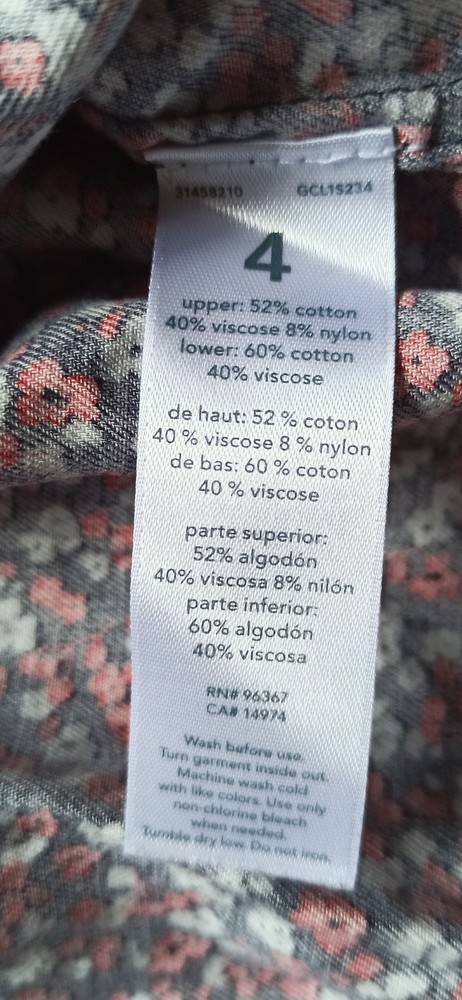 31458210 GCL1S234
4
upper: 52% cotton
40% viscose 8% nylon
lower: 60% cotton
40% viscose
de haut: 52 % coton
40 % viscose 8 % nylon
de bas: 60 % coton
40 % viscose
parte superior:
52% algodón
40% viscosa 8% nilón
parte inferior:
60% algodón
40% viscosa
RN# 96367
CA# 14974
Wash before use.
Turn garment inside out.
Machine wash cold
with like colors. Use only
non-chlorine bleach
when needed.
Tumble dry low. Do not iron.